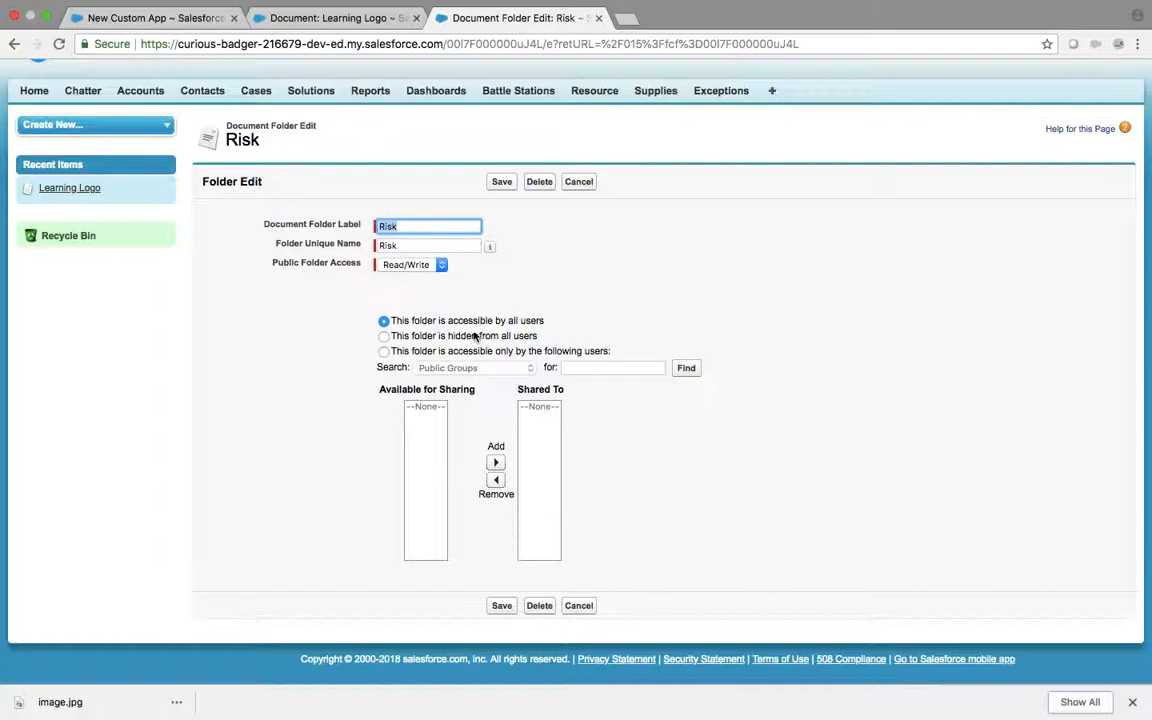 New Custom App ~ Salesforce
Document: Learning Logo ~ S
Document Folder Edit: Risk ~ S
Secure https://curious-badger-216679-dev-ed.my.salesforce.com/00l7F000000uJ4L/e?retURL=%2F015%3Ffcf%3D00l7F000000uJ4L
Home Chatter Accounts Contacts Cases Solutions Reports Dashboards Battle Stations Resource Supplies Exceptions +
Create New...
Document Folder Edit
Risk
Help for this Page ?
Recent Items
Learning Logo
Recycle Bin
Folder Edit Save Delete Cancel
Document Folder Label Risk
Folder Unique Name Risk i
Public Folder Access Read/Write
This folder is accessible by all users
This folder is hidden from all users
This folder is accessible only by the following users:
Search: Public Groups for: Find
Available for Sharing Shared To
--None-- --None--
Add
Remove
Save Delete Cancel
Copyright © 2000-2018 salesforce.com, inc. All rights reserved. | Privacy Statement | Security Statement | Terms of Use | 508 Compliance | Go to Salesforce mobile app
image.jpg
Show All